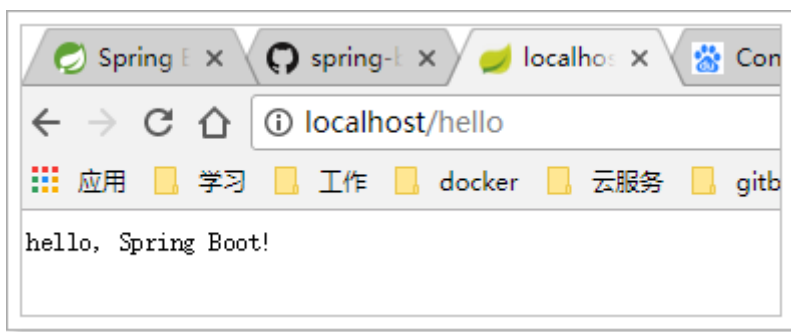 Spring localhos Con
spring-
localhost/hello
应用 学习 工作 docker 云服务 gitb
hello, Spring Boot!